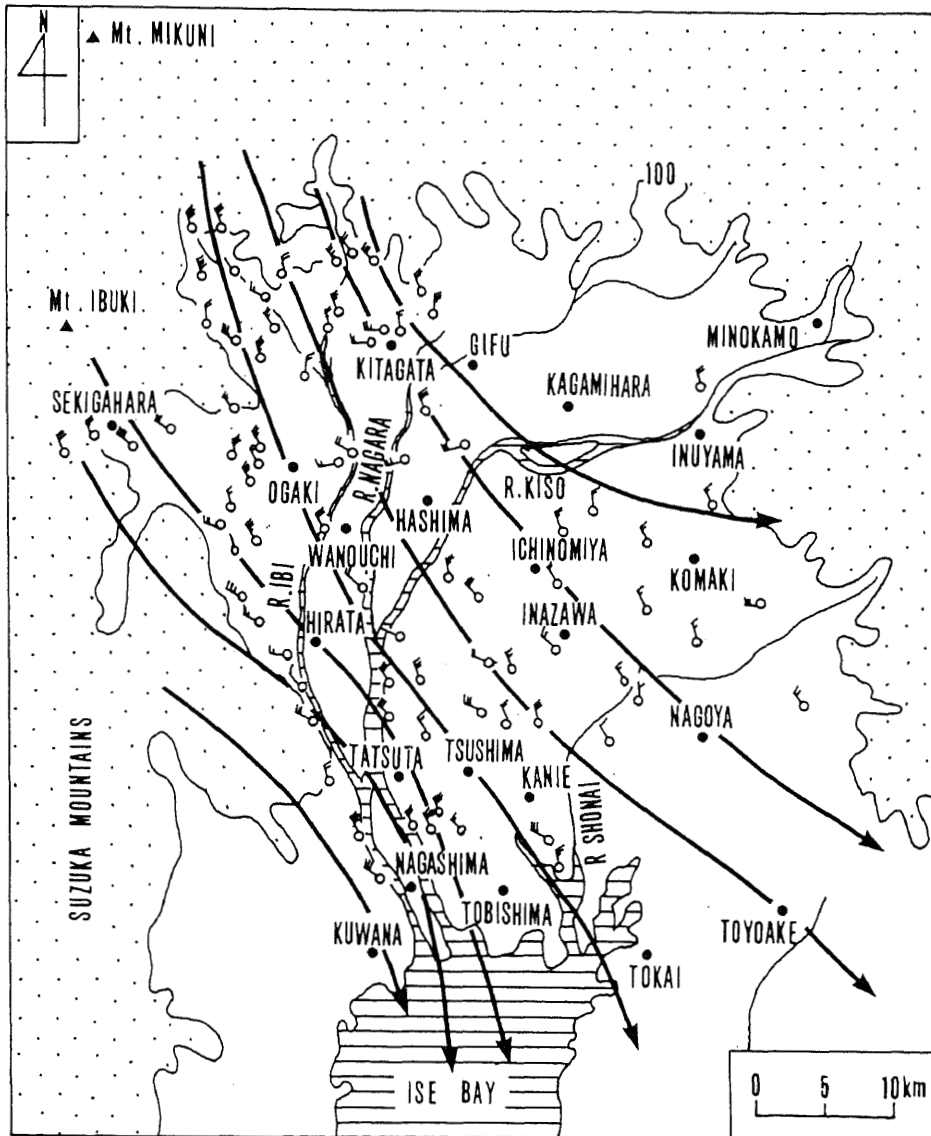 N
Mt. MIKUNI
100
Mt. IBUKI
MINOKAMO
GIFU
KITAGATA
KAGAMIHARA
SEKIGAHARA
INUYAMA
R.NAGARA
OGAKI
R.KISO
HASHIMA
WANOUCHI
ICHINOMIYA
KOMAKI
R.IBI
INAZAWA
HIRATA
NAGOYA
TATSUTA
TSUSHIMA
KANIE
R SHONAI
SUZUKA MOUNTAINS
NAGASHIMA
TOBISHIMA
KUWANA
TOYOAKE
TOKAI
0 5 10km
ISE BAY